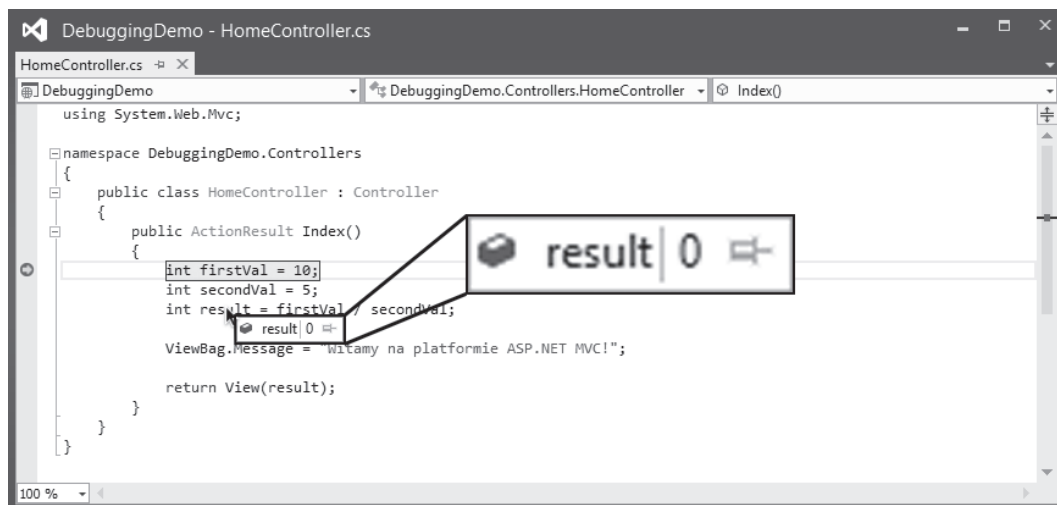 DebuggingDemo - HomeController.cs
HomeController.cs
DebuggingDemo
DebuggingDemo.Controllers.HomeController
Index()
using System.Web.Mvc;
namespace DebuggingDemo.Controllers
{
public class HomeController : Controller
{
public ActionResult Index()
{
result 0
int firstVal = 10;
int secondVal = 5;
int result = firstVal / secondVal;
result 0
ViewBag.Message = "Witamy na platformie ASP.NET MVC!";
return View(result);
}
}
}
100 %